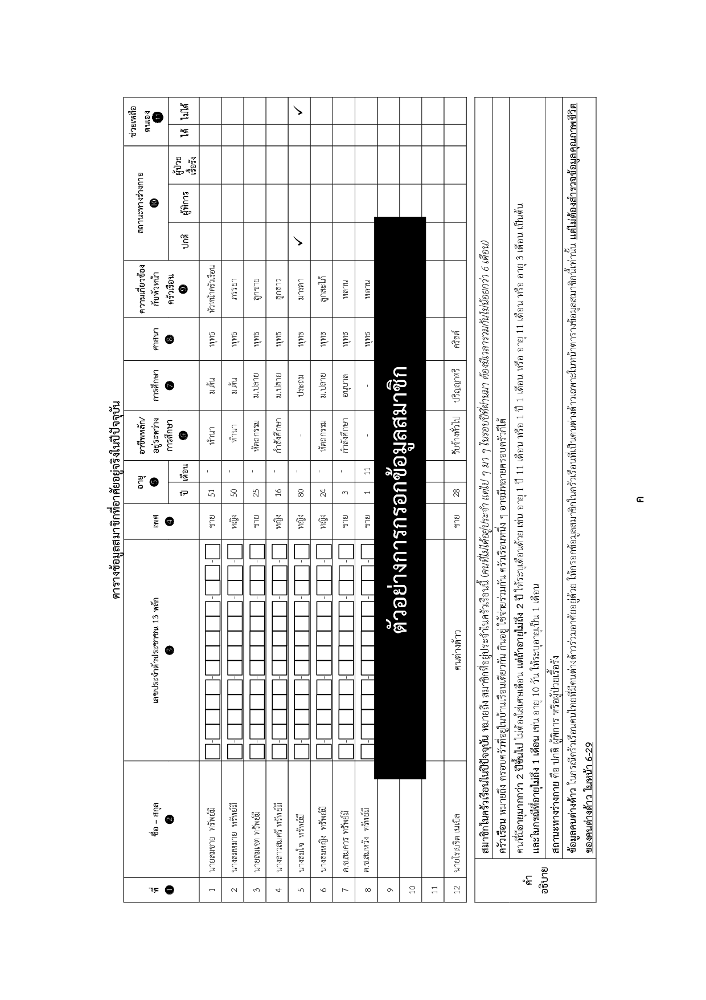 ตารางข้อมูลสมาชิกที่อาศัยอยู่จริงในปีปัจจุบัน
ที่ ❶ ชื่อ – สกุล ❷ เลขประจำตัวประชาชน 13 หลัก ❸ เพศ ❹ อายุ ❺ อาชีพหลัก/อยู่ระหว่างการศึกษา ❻ การศึกษา ❼ ศาสนา ❽ ความเกี่ยวข้องกับหัวหน้าครัวเรือน ❾ สถานะทางร่างกาย ❿ ช่วยเหลือตนเอง ⓫
ปี เดือน ปกติ ผู้พิการ ผู้ป่วยเรื้อรัง ได้ ไม่ได้
1 นายสมชาย ทรัพย์มี - - - - ชาย 51 - ทำนา ม.ต้น พุทธ หัวหน้าครัวเรือน
2 นางสมหมาย ทรัพย์มี - - - - หญิง 50 - ทำนา ม.ต้น พุทธ ภรรยา
3 นายสมเจต ทรัพย์มี - - - - ชาย 25 - หัตถกรรม ม.ปลาย พุทธ ลูกชาย
4 นางสาวสมศรี ทรัพย์มี - - - - หญิง 16 - กำลังศึกษา ม.ปลาย พุทธ ลูกสาว
5 นางสมใจ ทรัพย์มี - - - - หญิง 80 - - ประถม พุทธ มารดา ✓ ✓
6 นางสมหญิง ทรัพย์มี - - - - หญิง 24 - หัตถกรรม ม.ปลาย พุทธ ลูกสะใภ้
7 ด.ช.สมควร ทรัพย์มี - - - - ชาย 3 - กำลังศึกษา อนุบาล พุทธ หลาน
8 ด.ช.สมหวัง ทรัพย์มี - - - - ชาย 1 11 - - พุทธ หลาน
9
ตัวอย่างการกรอกข้อมูลสมาชิก
10
11
12 นายโรเบริต เนเบิล คนต่างด้าว ชาย 28 รับจ้างทั่วไป ปริญญาตรี คริสต์
คำอธิบาย
สมาชิกในครัวเรือนในปีปัจจุบัน หมายถึง สมาชิกที่อยู่ประจำในครัวเรือนนี้ (คนที่ไม่ได้อยู่ประจำ แต่ไป ๆ มา ๆ ในรอบปีที่ผ่านมา ต้องมีเวลารวมกันไม่น้อยกว่า 6 เดือน)
ครัวเรือน หมายถึง ครอบครัวที่อยู่ในบ้านเรือนเดียวกัน กินอยู่ ใช้จ่ายร่วมกัน ครัวเรือนหนึ่ง ๆ อาจมีหลายครอบครัวก็ได้
คนที่มีอายุมากกว่า 2 ปีขึ้นไป ไม่ต้องใส่เศษเดือน แต่ถ้าอายุไม่ถึง 2 ปี ให้ระบุเดือนด้วย เช่น อายุ 1 ปี 11 เดือน หรือ 1 ปี 1 เดือน หรือ อายุ 11 เดือน หรือ อายุ 3 เดือน เป็นต้น
และในกรณีที่อายุไม่ถึง 1 เดือน เช่น อายุ 10 วัน ให้ระบุอายุเป็น 1 เดือน
สถานะทางร่างกาย คือ ปกติ ผู้พิการ หรือผู้ป่วยเรื้อรัง
ข้อมูลคนต่างด้าว ในกรณีครัวเรือนคนไทยที่มีคนต่างด้าวร่วมอาศัยอยู่ด้วย ให้กรอกข้อมูลสมาชิกในครัวเรือนที่เป็นคนต่างด้าวเฉพาะในหน้าตารางข้อมูลสมาชิกนี้เท่านั้น แต่ไม่ต้องสำรวจข้อมูลคุณภาพชีวิต
ของคนต่างด้าว ในหน้า 6-29
ค